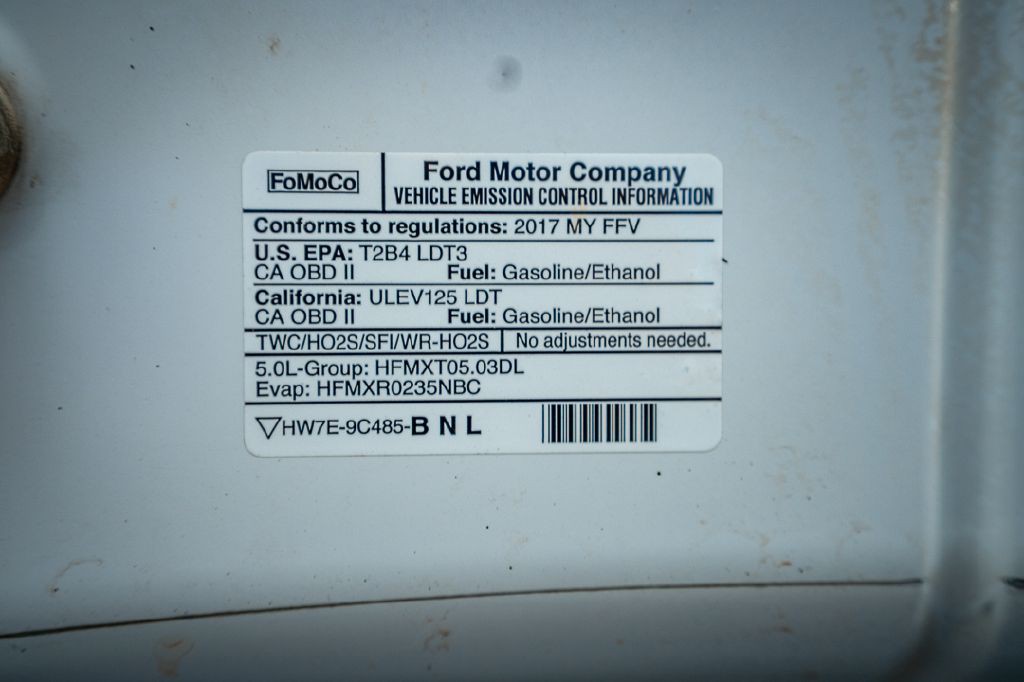 FoMoCo
Ford Motor Company
VEHICLE EMISSION CONTROL INFORMATION
Conforms to regulations: 2017 MY FFV
U.S. EPA: T2B4 LDT3
CA OBD II Fuel: Gasoline/Ethanol
California: ULEV125 LDT
CA OBD II Fuel: Gasoline/Ethanol
TWC/HO2S/SFI/WR-HO2S No adjustments needed.
5.0L-Group: HFMXT05.03DL
Evap: HFMXR0235NBC
HW7E-9C485-B N L